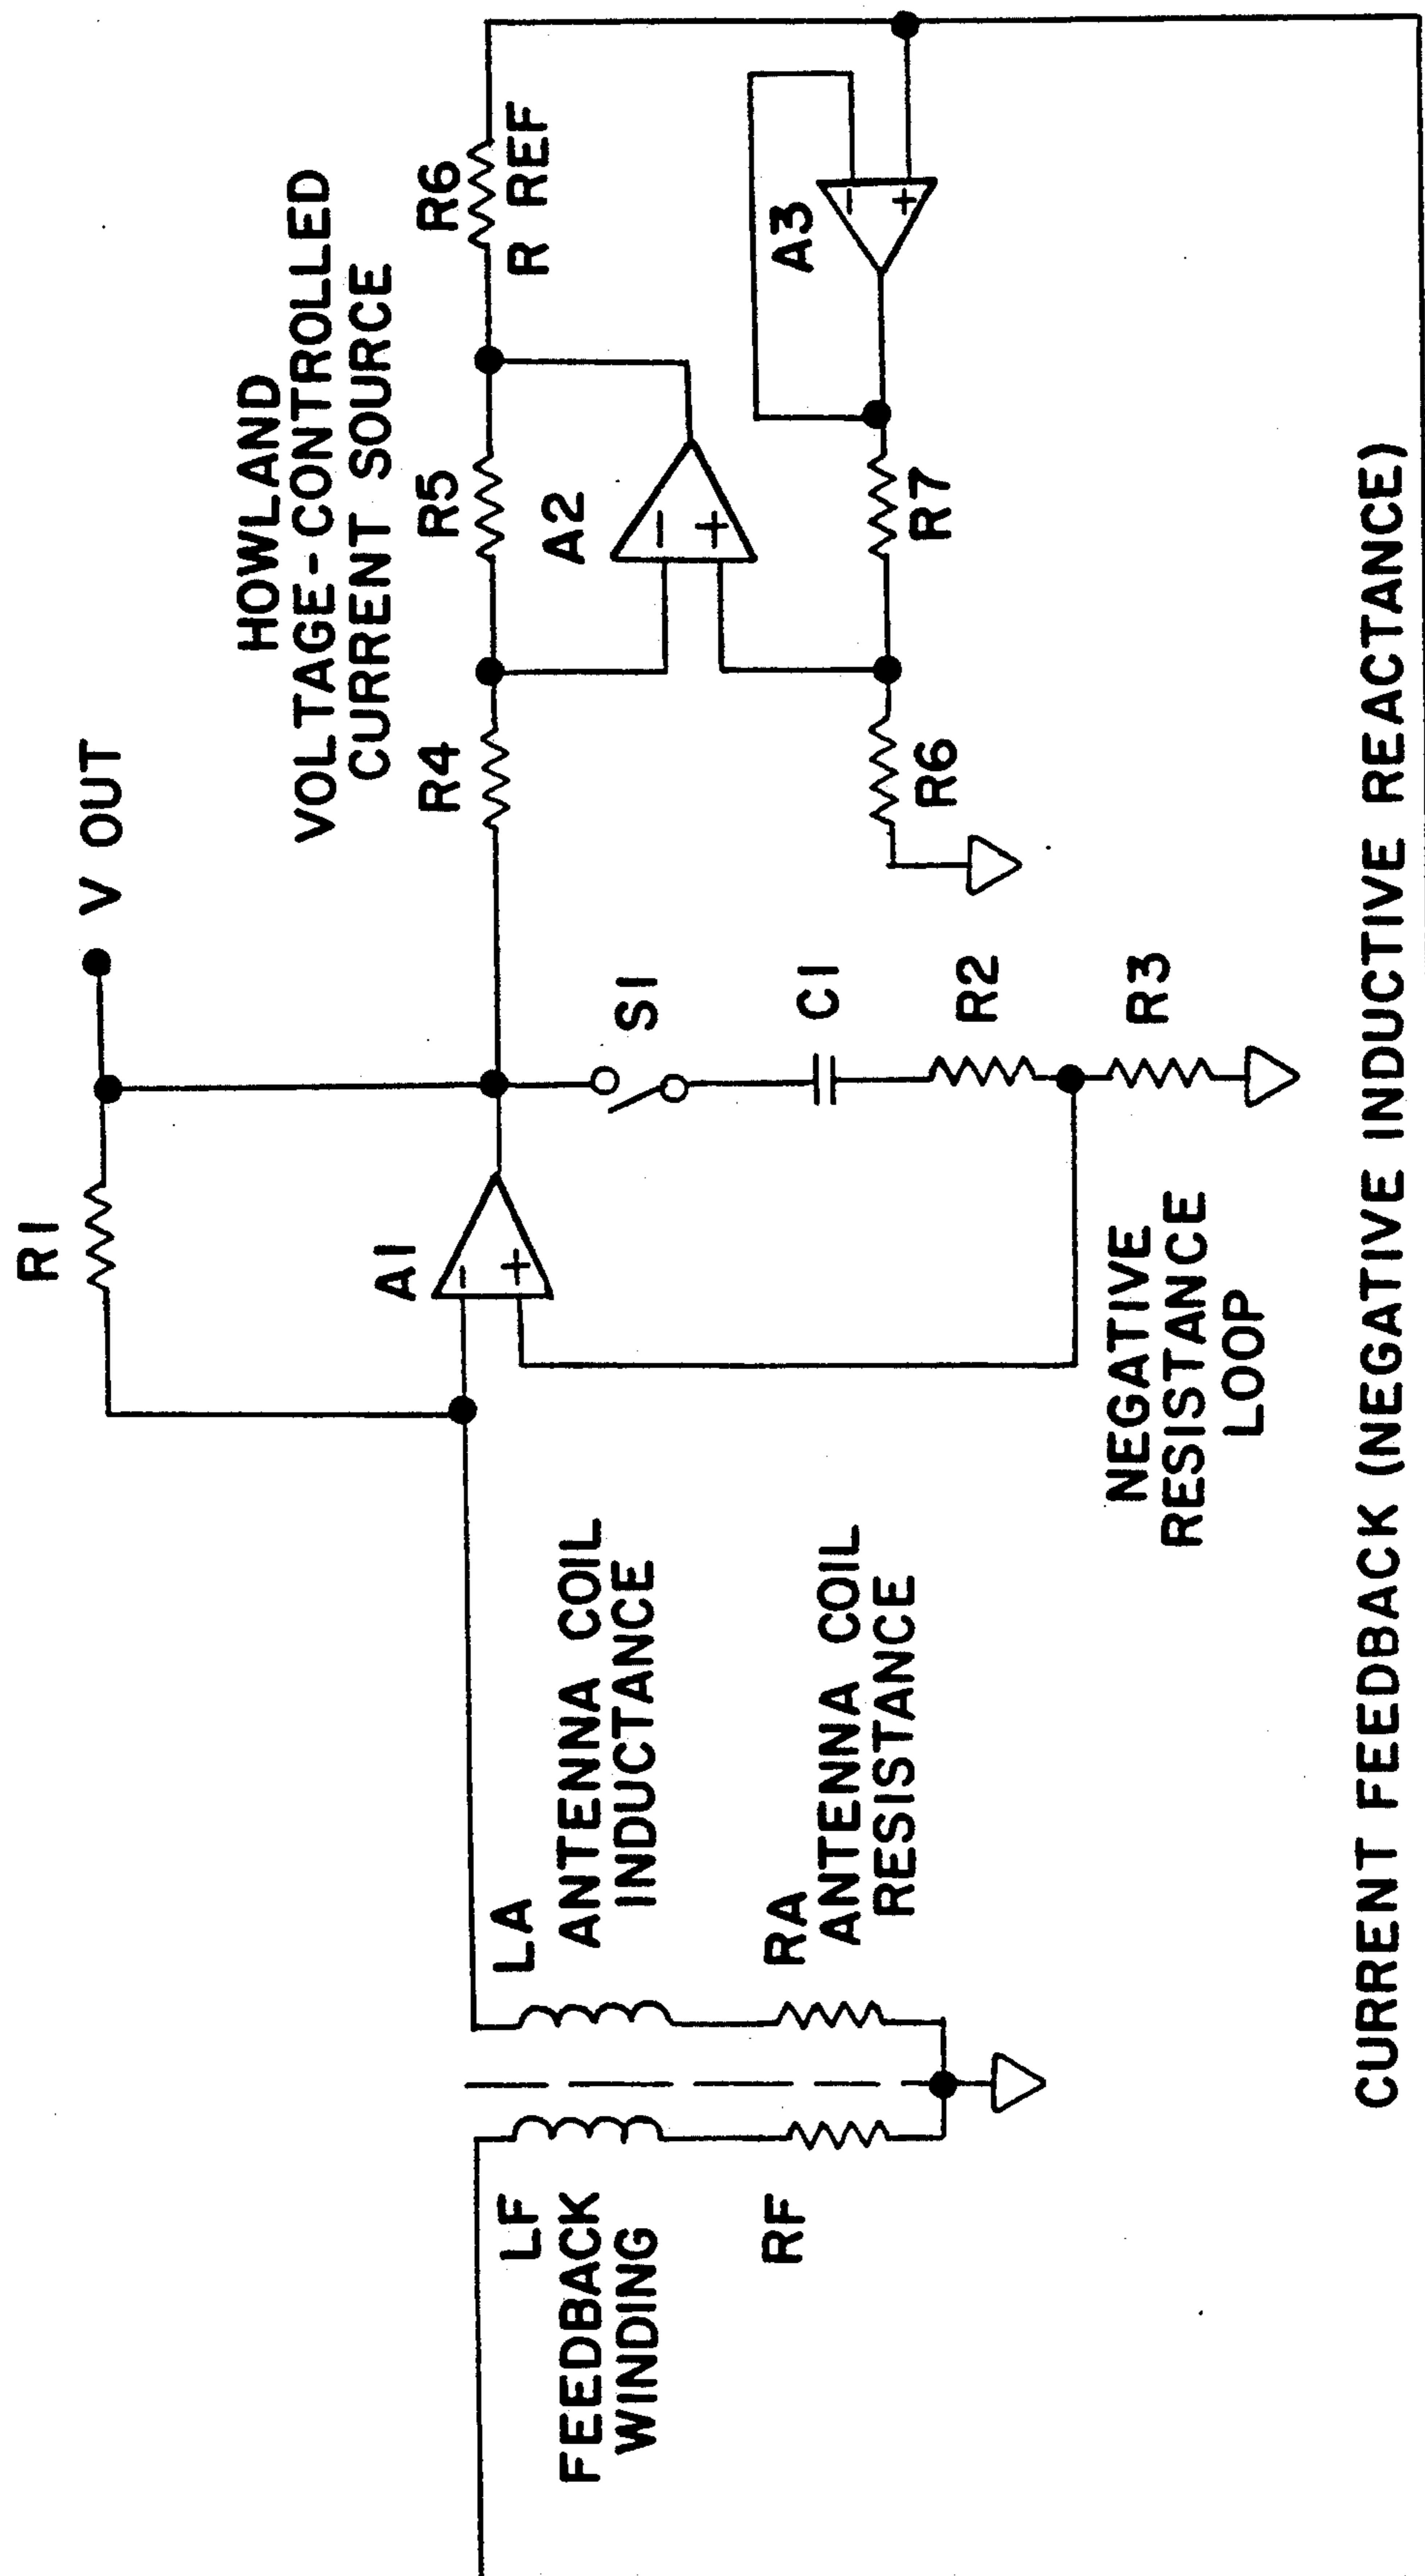 R1
V OUT
HOWLAND
VOLTAGE-CONTROLLED
CURRENT SOURCE
A1
−
+
R4
R5
R6
R REF
A2
−
+
A3
−
+
S1
C1
R2
R3
R6
R7
LA
ANTENNA COIL
INDUCTANCE
RA
ANTENNA COIL
RESISTANCE
LF
FEEDBACK
WINDING
RF
NEGATIVE
RESISTANCE
LOOP
CURRENT FEEDBACK (NEGATIVE INDUCTIVE REACTANCE)